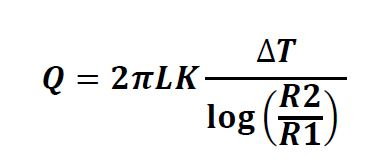 Q = 2πLK ΔT / log (R2 / R1)